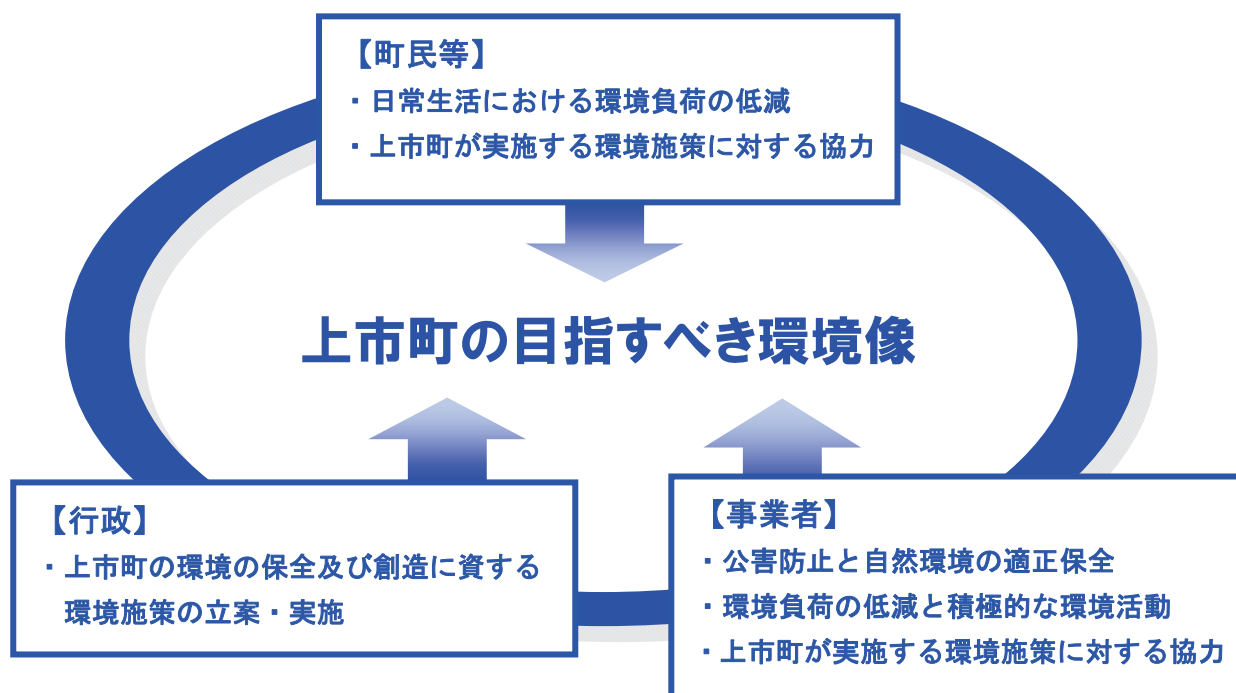 【町民等】
・日常生活における環境負荷の低減
・上市町が実施する環境施策に対する協力
上市町の目指すべき環境像
【行政】
・上市町の環境の保全及び創造に資する
環境施策の立案・実施
【事業者】
・公害防止と自然環境の適正保全
・環境負荷の低減と積極的な環境活動
・上市町が実施する環境施策に対する協力